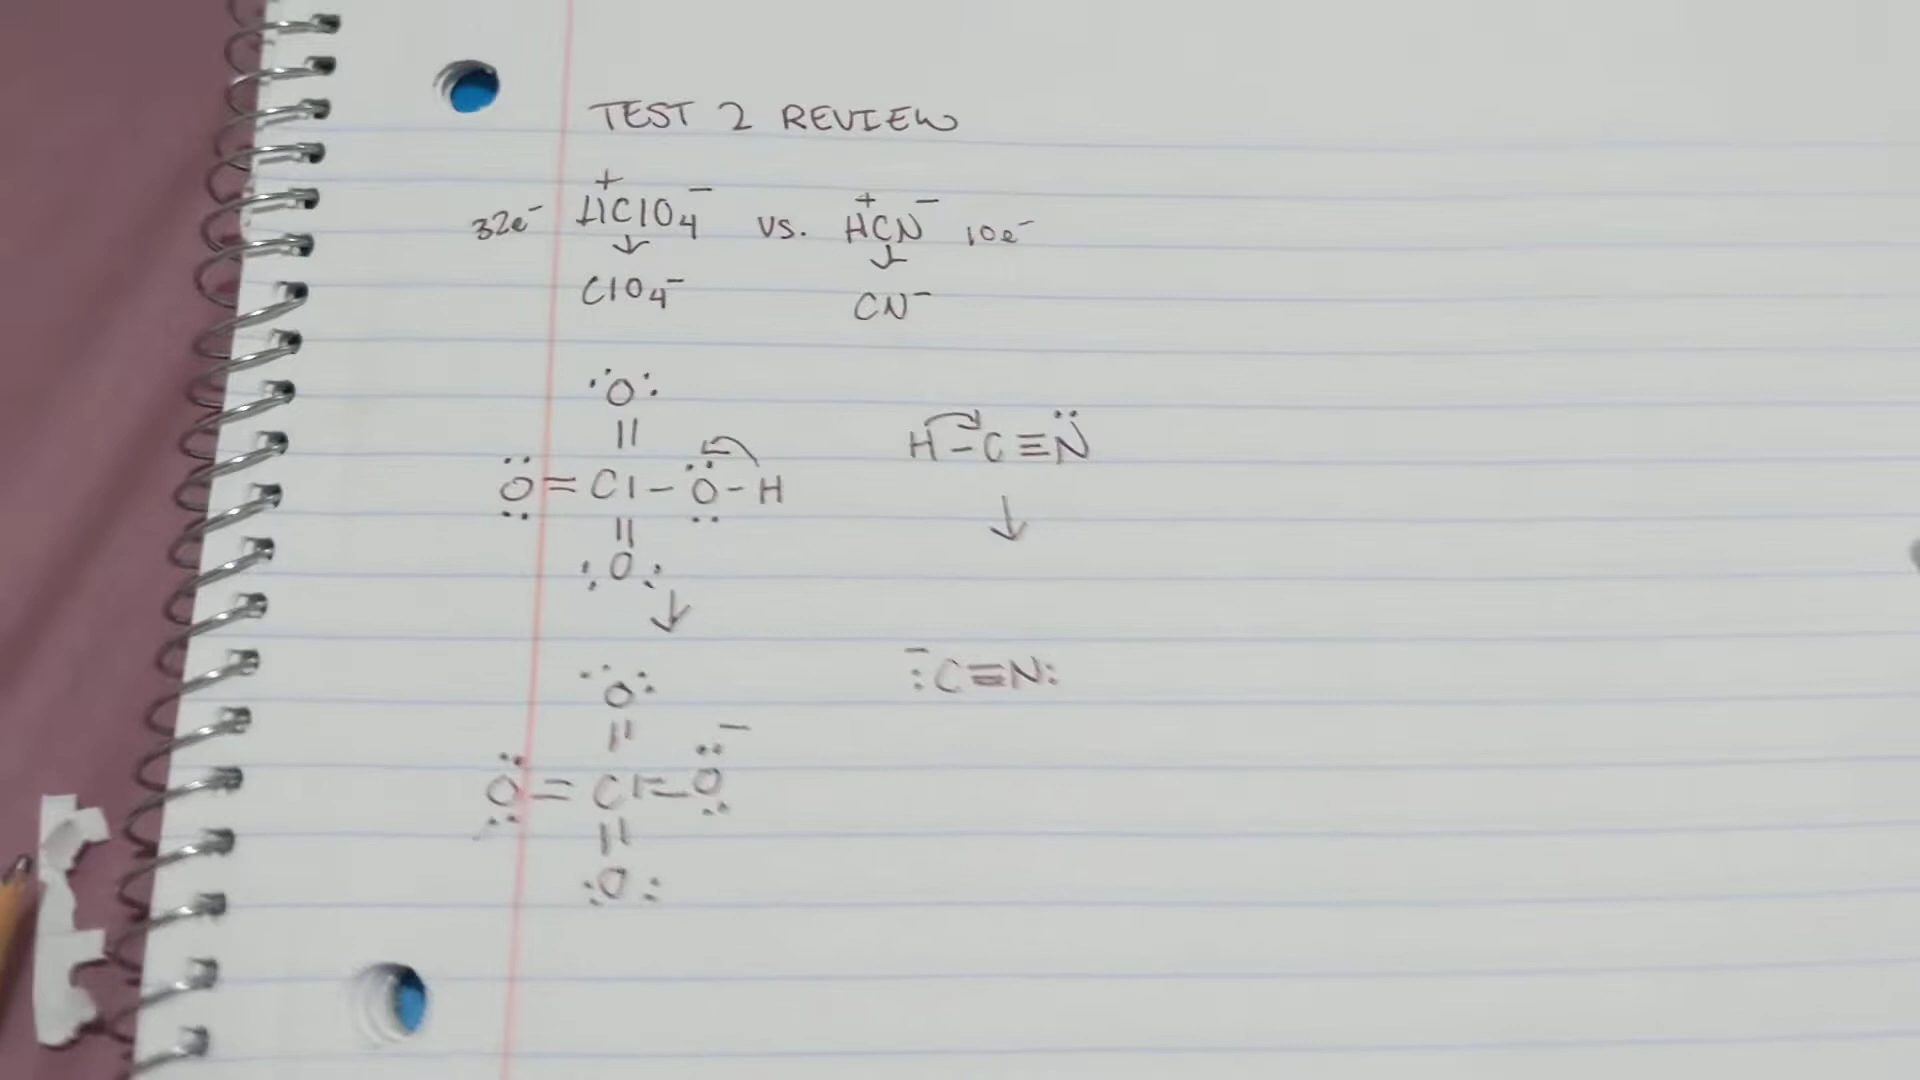 TEST 2 REVIEW
+ − + −
32e⁻ HClO₄ vs. HCN 10e⁻
↓ ↓
ClO₄⁻ CN⁻
:O:
||
O = Cl - O - H H - C ≡ N
||
:O:
↓ ↓
:O: −
|| :C≡N:
−
O = Cl = O
||
:O: